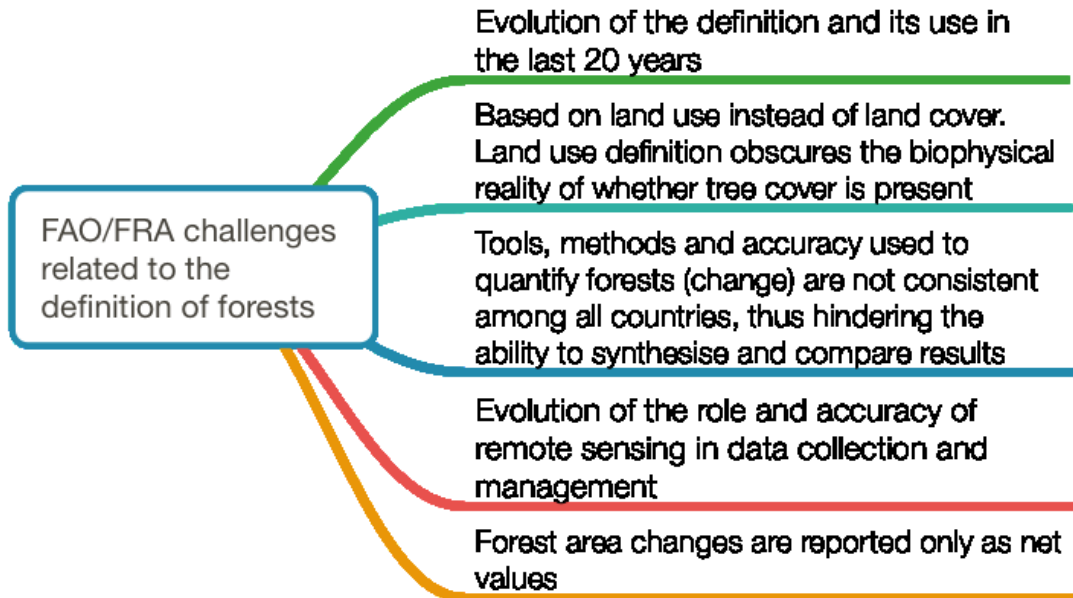 FAO/FRA challenges
related to the
definition of forests
Evolution of the definition and its use in
the last 20 years
Based on land use instead of land cover.
Land use definition obscures the biophysical
reality of whether tree cover is present
Tools, methods and accuracy used to
quantify forests (change) are not consistent
among all countries, thus hindering the
ability to synthesise and compare results
Evolution of the role and accuracy of
remote sensing in data collection and
management
Forest area changes are reported only as net
values